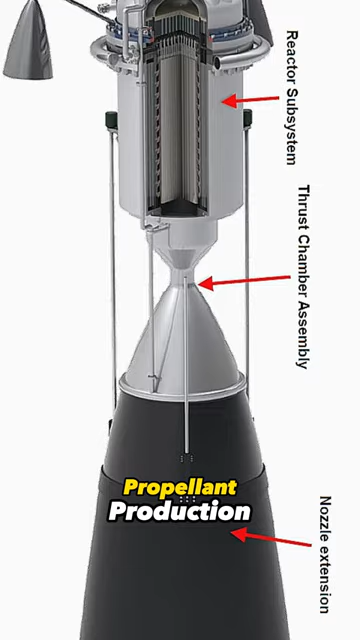 Reactor Subsystem
Thrust Chamber Assembly
Propellant
Production
Nozzle extension